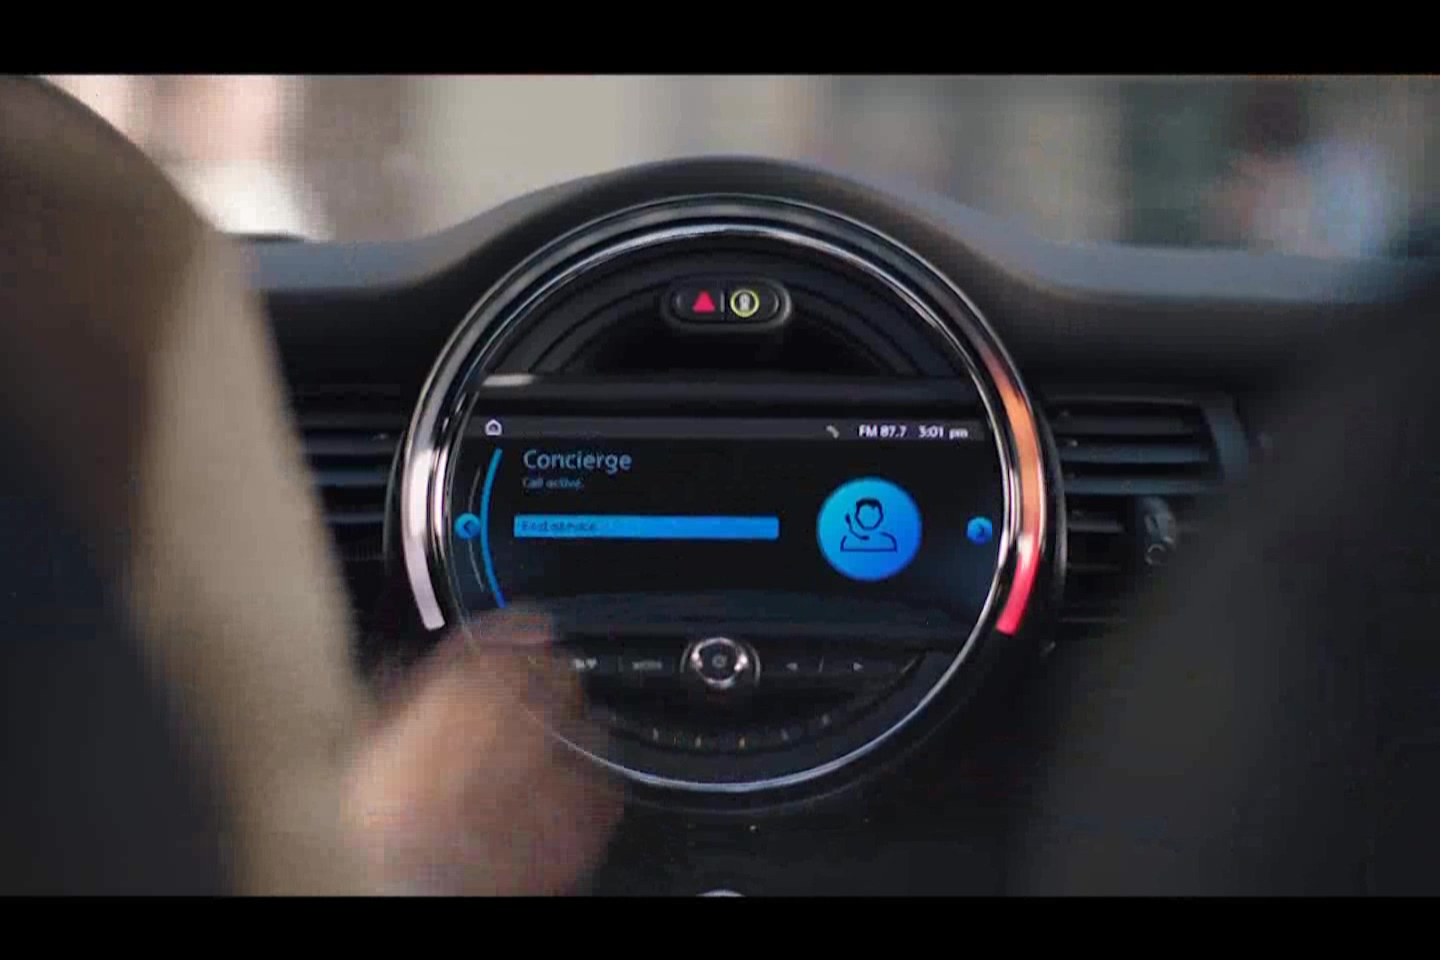 FM 87.7 3:01 pm
Concierge
Call active.
End service